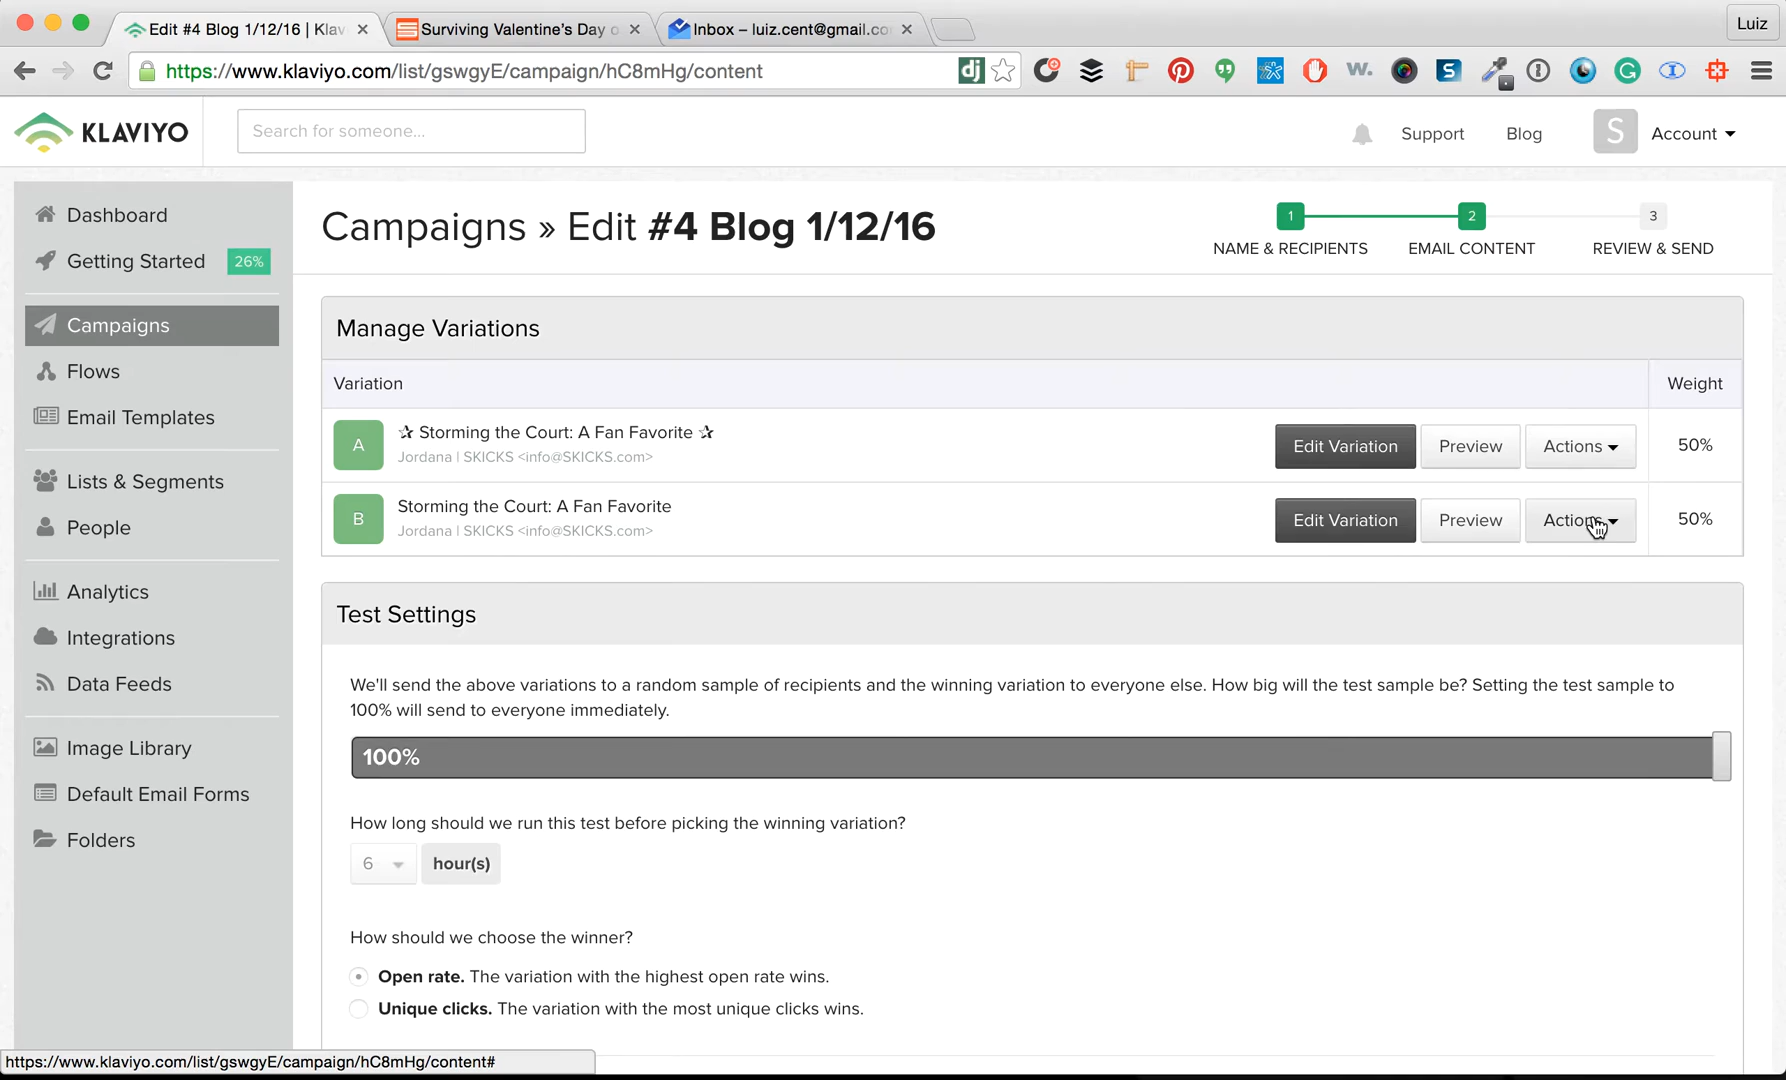 Edit #4 Blog 1/12/16 | Klav
Surviving Valentine's Day o
Inbox – luiz.cent@gmail.co
Luiz
https://www.klaviyo.com/list/gswgyE/campaign/hC8mHg/content
dj
w.
S
KLAVIYO
Search for someone...
Support
Blog
S
Account
Dashboard
Getting Started 26%
Campaigns
Flows
Email Templates
Lists & Segments
People
Analytics
Integrations
Data Feeds
Image Library
Default Email Forms
Folders
Campaigns » Edit #4 Blog 1/12/16
1 2 3
NAME & RECIPIENTS EMAIL CONTENT REVIEW & SEND
Manage Variations
Variation Weight
A
✰ Storming the Court: A Fan Favorite ✰
Jordana | SKICKS <info@SKICKS.com>
Edit Variation Preview Actions 50%
B
Storming the Court: A Fan Favorite
Jordana | SKICKS <info@SKICKS.com>
Edit Variation Preview Actions 50%
Test Settings
We'll send the above variations to a random sample of recipients and the winning variation to everyone else. How big will the test sample be? Setting the test sample to
100% will send to everyone immediately.
100%
How long should we run this test before picking the winning variation?
6 hour(s)
How should we choose the winner?
Open rate. The variation with the highest open rate wins.
Unique clicks. The variation with the most unique clicks wins.
https://www.klaviyo.com/list/gswgyE/campaign/hC8mHg/content#